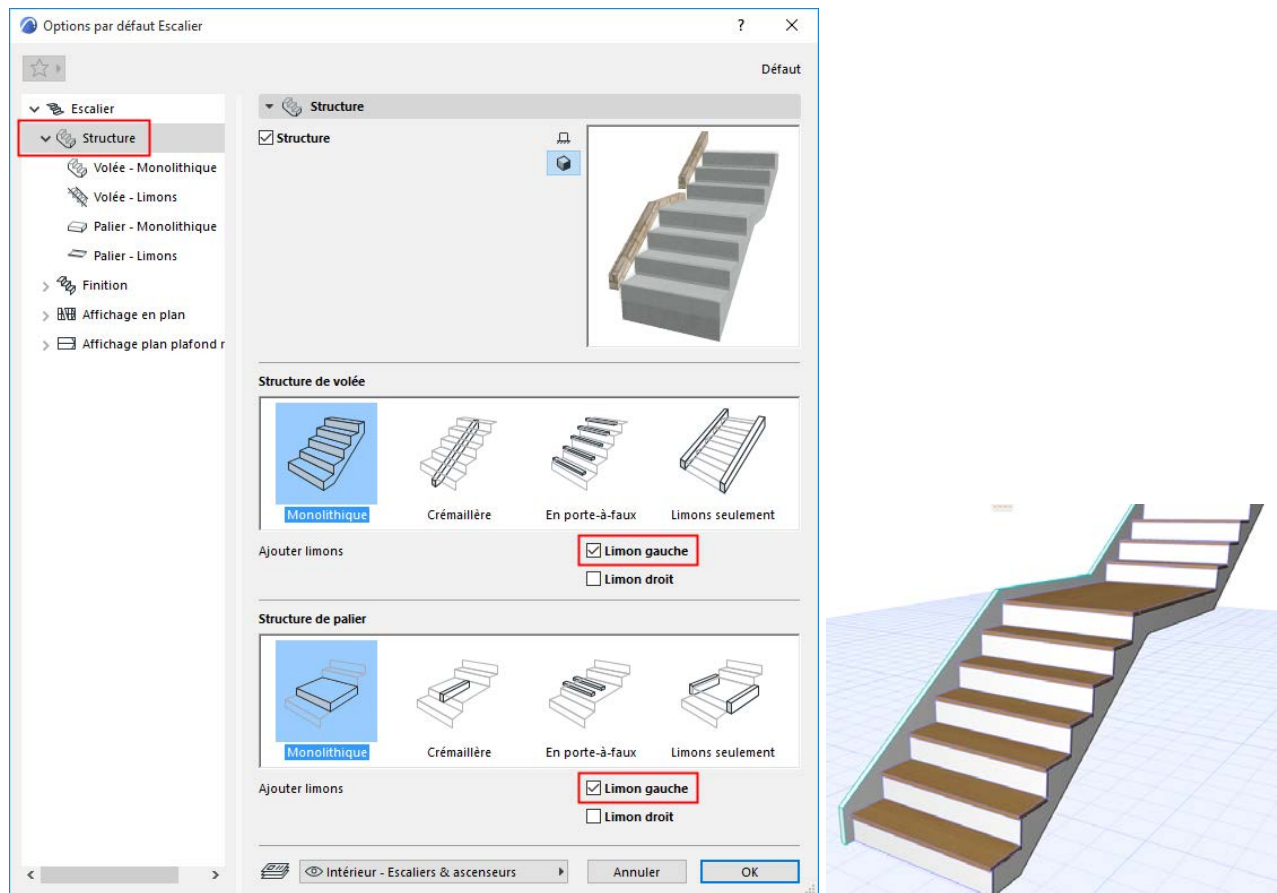 Options par défaut Escalier
?
Défaut
Escalier
Structure
Volée - Monolithique
Volée - Limons
Palier - Monolithique
Palier - Limons
Finition
Affichage en plan
Affichage plan plafond r
Structure
Structure
Structure de volée
Monolithique Crémaillère En porte-à-faux Limons seulement
Ajouter limons Limon gauche
Limon droit
Structure de palier
Monolithique Crémaillère En porte-à-faux Limons seulement
Ajouter limons Limon gauche
Limon droit
Intérieur - Escaliers & ascenseurs Annuler OK